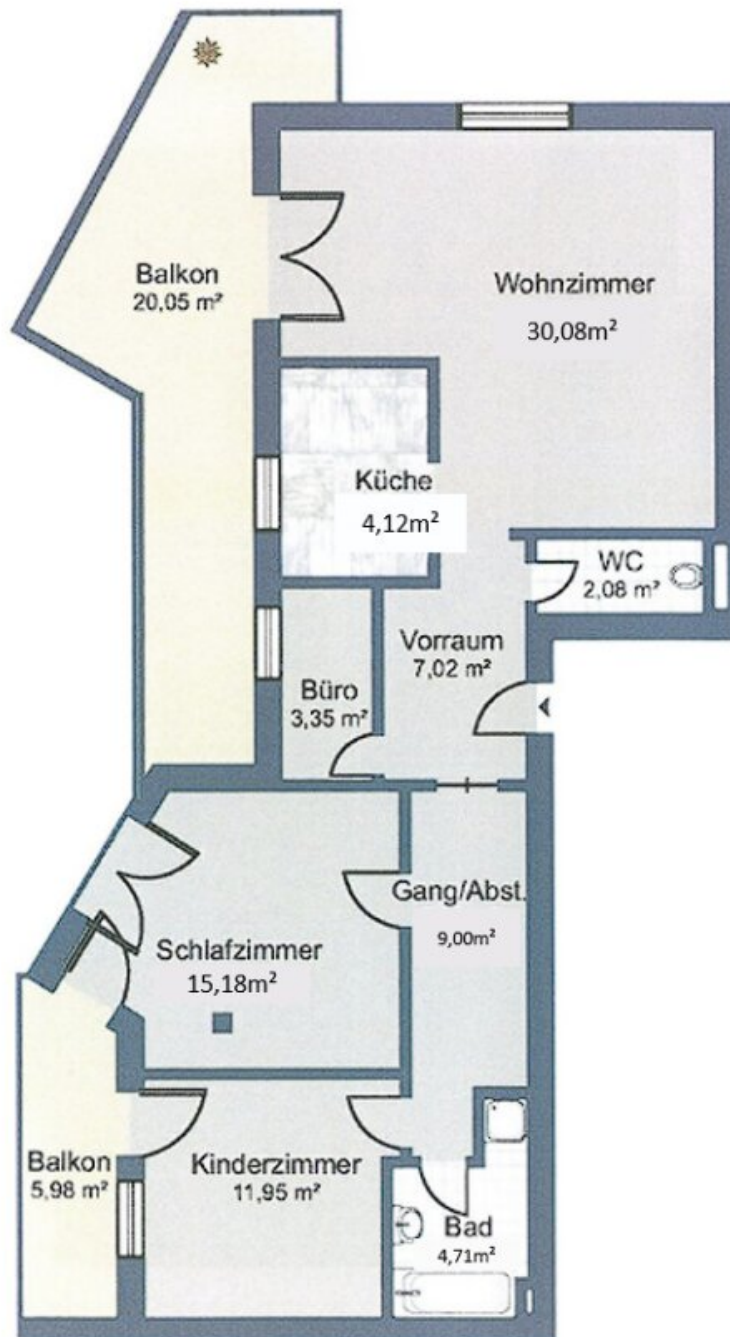 Balkon
20,05 m²
Wohnzimmer
30,08m²
Küche
4,12m²
WC
2,08 m²
Vorraum
7,02 m²
Büro
3,35 m²
Gang/Abst.
9,00m²
Schlafzimmer
15,18m²
Balkon
5,98 m²
Kinderzimmer
11,95 m²
Bad
4,71m²